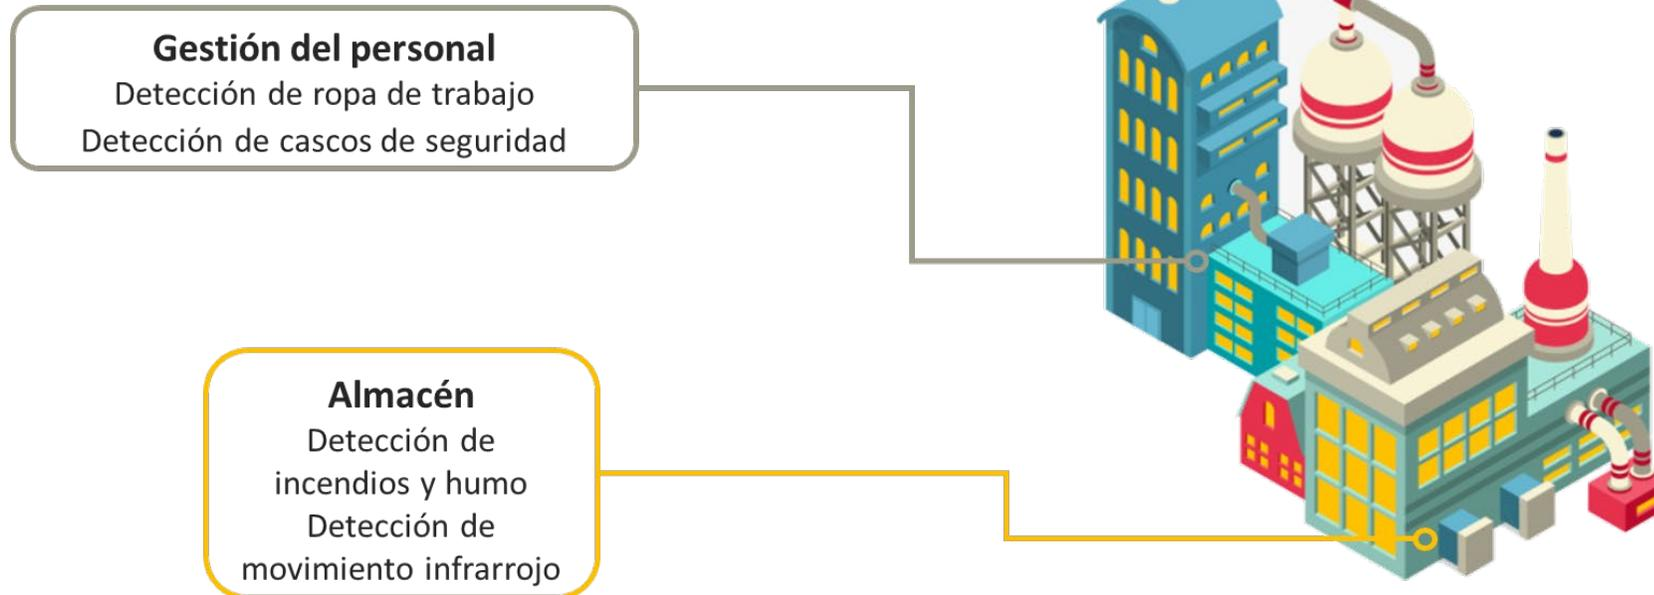 Gestión del personal
Detección de ropa de trabajo
Detección de cascos de seguridad
Almacén
Detección de
incendios y humo
Detección de
movimiento infrarrojo